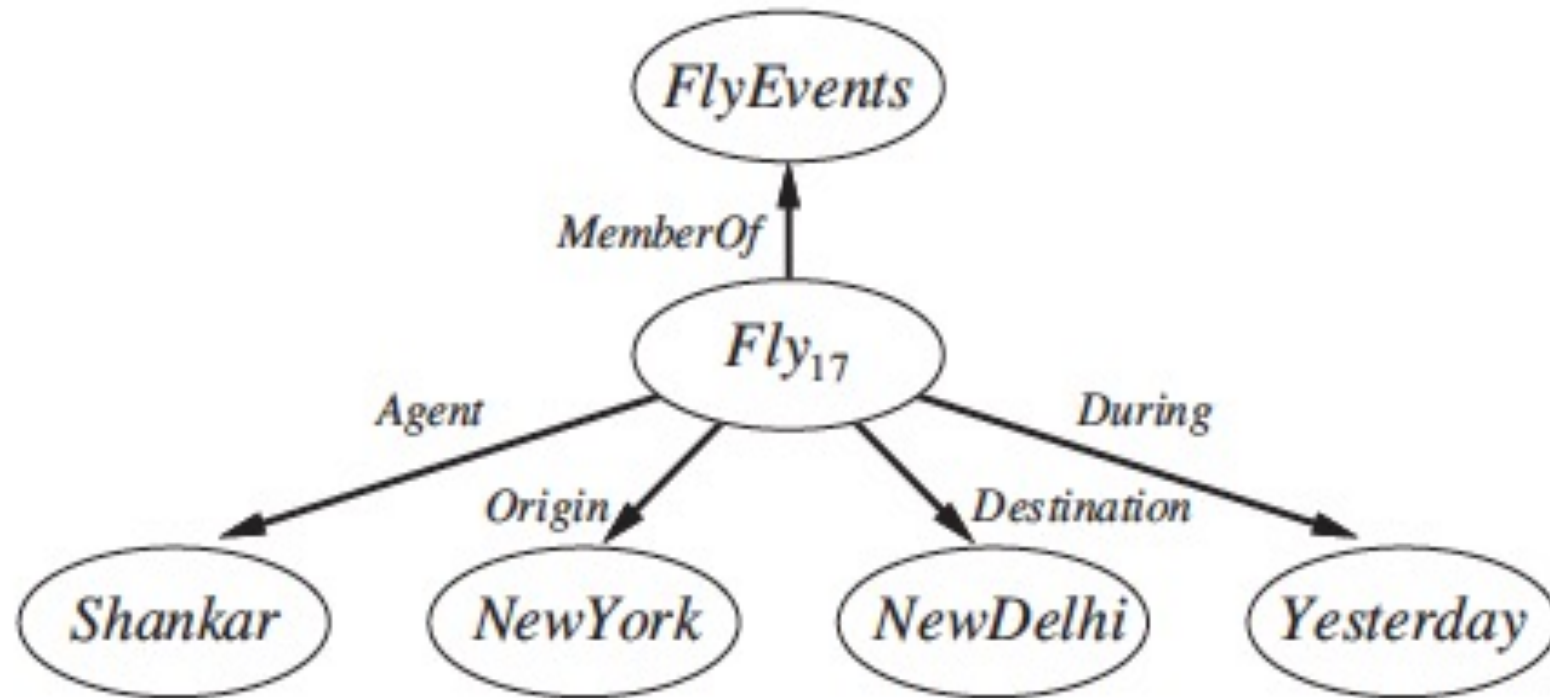 FlyEvents
MemberOf
Fly₁₇
Agent
During
Origin
Destination
Shankar
NewYork
NewDelhi
Yesterday